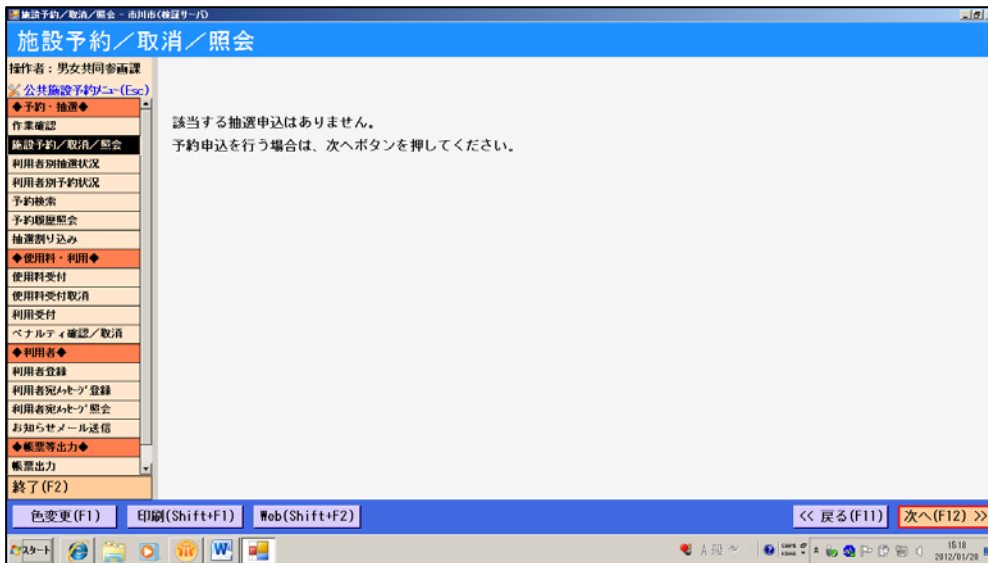 施設予約／取消／照会 - 市川市(検証サーバ)
施設予約／取消／照会
操作者：男女共同参画課
公共施設予約ﾒﾆｭｰ(Esc)
◆予約・抽選◆
作業確認
施設予約／取消／照会
利用者別抽選状況
利用者別予約状況
予約検索
予約履歴照会
抽選割り込み
◆使用料・利用◆
使用料受付
使用料受付取消
利用受付
ペナルティ確認／取消
◆利用者◆
利用者登録
利用者宛ﾒｯｾｰｼﾞ登録
利用者宛ﾒｯｾｰｼﾞ照会
お知らせメール送信
◆帳票等出力◆
帳票出力
終了(F2)
該当する抽選申込はありません。
予約申込を行う場合は、次へボタンを押してください。
色変更(F1)
印刷(Shift+F1)
Web(Shift+F2)
<< 戻る(F11)
次へ(F12) >>
スタート
A 般
CAPS
KANA
15:18
2012/01/20